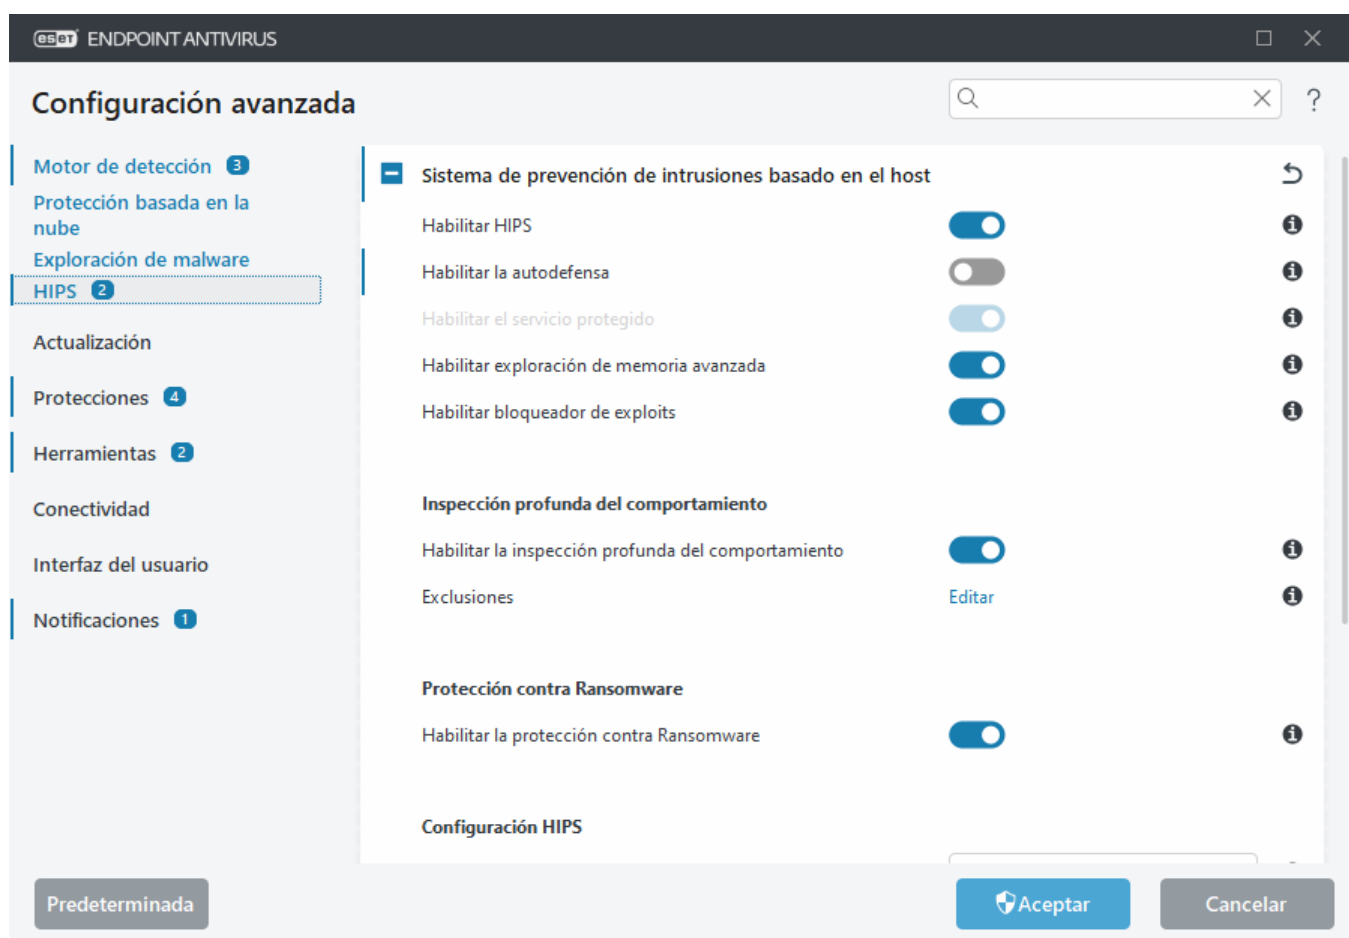 eseT ENDPOINT ANTIVIRUS
Configuración avanzada
?
Motor de detección 3
Protección basada en la
nube
Exploración de malware
HIPS 2
Actualización
Protecciones 4
Herramientas 2
Conectividad
Interfaz del usuario
Notificaciones 1
Sistema de prevención de intrusiones basado en el host
Habilitar HIPS
Habilitar la autodefensa
Habilitar el servicio protegido
Habilitar exploración de memoria avanzada
Habilitar bloqueador de exploits
Inspección profunda del comportamiento
Habilitar la inspección profunda del comportamiento
Exclusiones Editar
Protección contra Ransomware
Habilitar la protección contra Ransomware
Configuración HIPS
Predeterminada
Aceptar
Cancelar